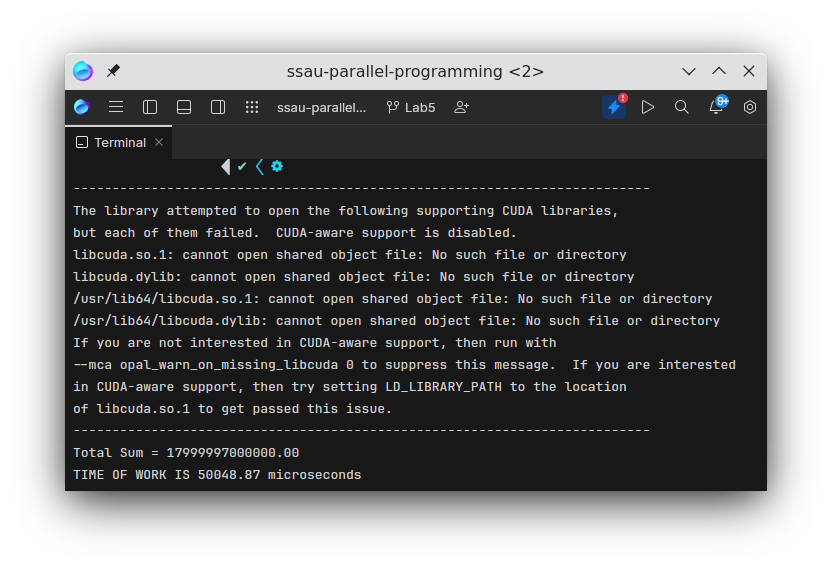 ssau-parallel-programming <2>
ssau-parallel... Lab5 9+
Terminal
--------------------------------------------------------------------------
The library attempted to open the following supporting CUDA libraries,
but each of them failed.  CUDA-aware support is disabled.
libcuda.so.1: cannot open shared object file: No such file or directory
libcuda.dylib: cannot open shared object file: No such file or directory
/usr/lib64/libcuda.so.1: cannot open shared object file: No such file or directory
/usr/lib64/libcuda.dylib: cannot open shared object file: No such file or directory
If you are not interested in CUDA-aware support, then run with
--mca opal_warn_on_missing_libcuda 0 to suppress this message.  If you are interested
in CUDA-aware support, then try setting LD_LIBRARY_PATH to the location
of libcuda.so.1 to get passed this issue.
--------------------------------------------------------------------------
Total Sum = 17999997000000.00
TIME OF WORK IS 50048.87 microseconds